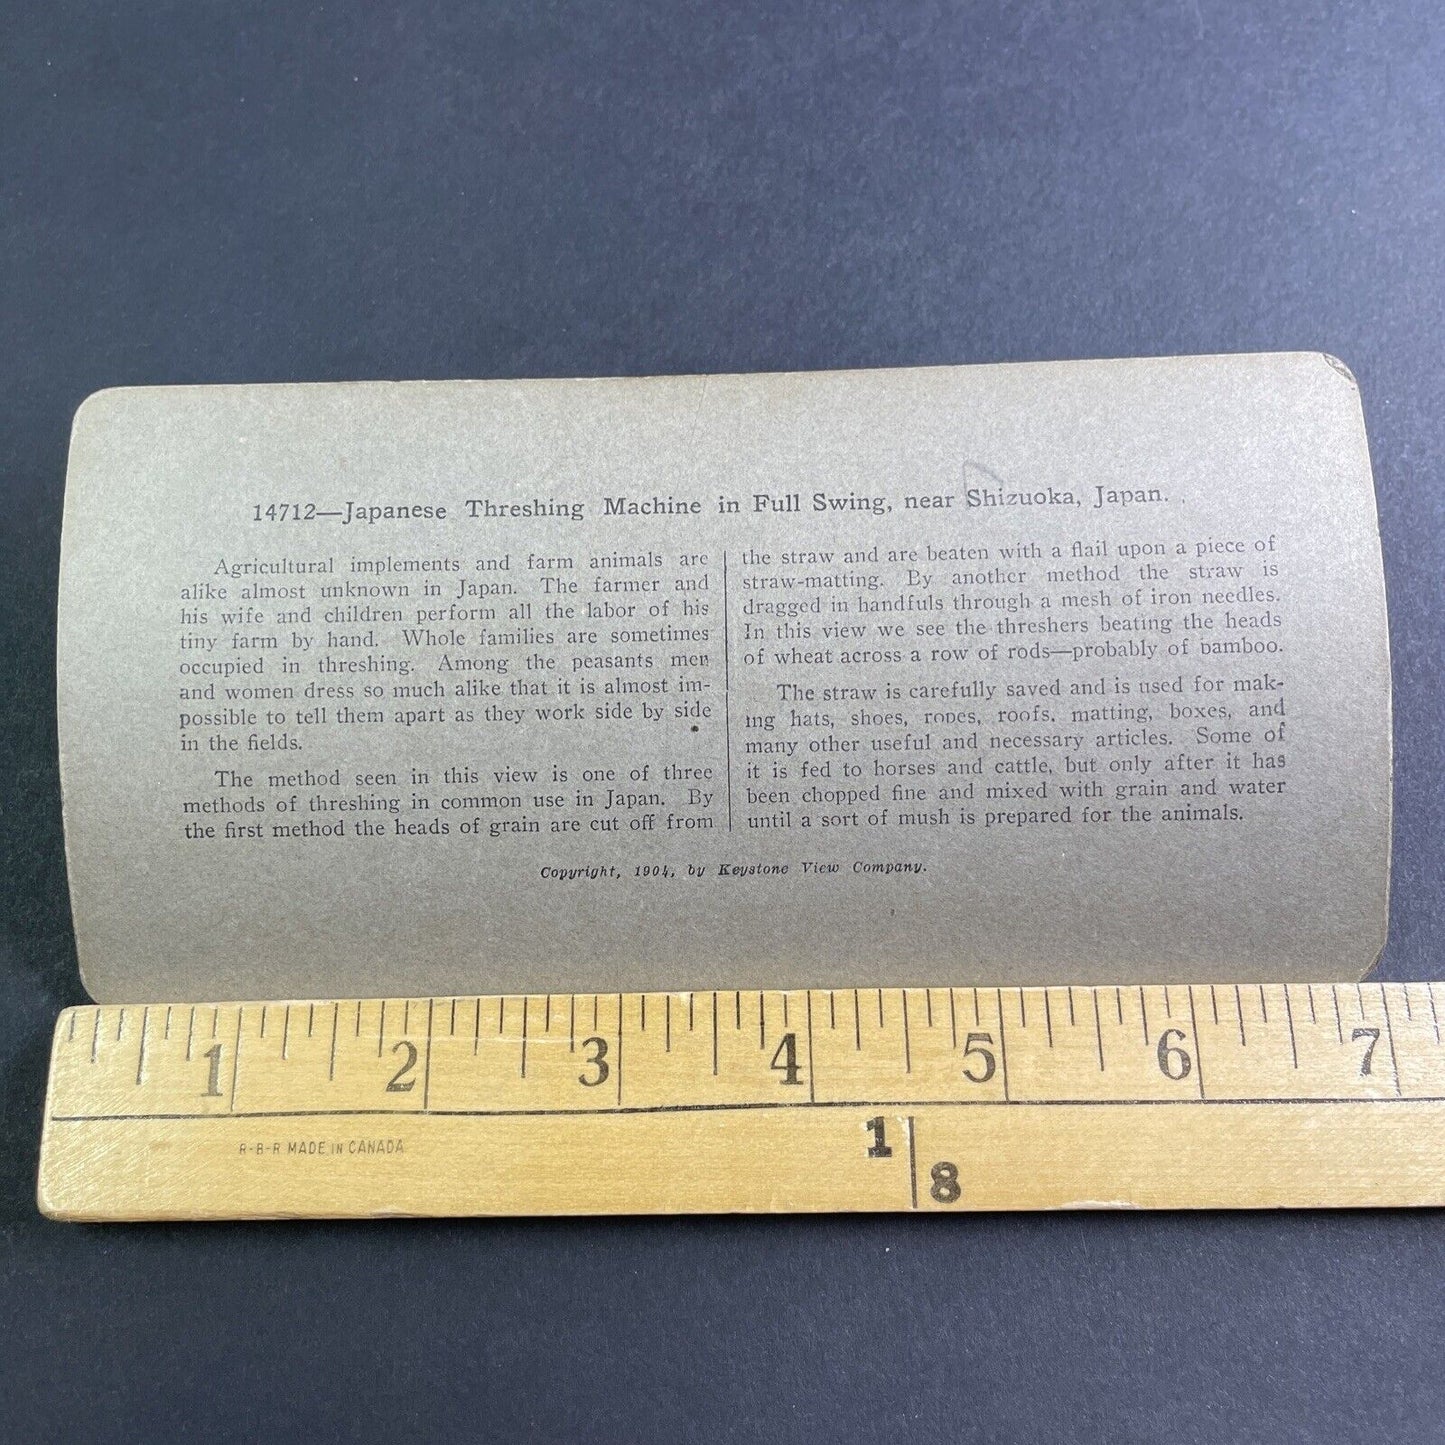 14712—Japanese Threshing Machine in Full Swing, near Shizuoka, Japan.
Agricultural implements and farm animals are
alike almost unknown in Japan. The farmer and
his wife and children perform all the labor of his
tiny farm by hand. Whole families are sometimes
occupied in threshing. Among the peasants men
and women dress so much alike that it is almost im-
possible to tell them apart as they work side by side
in the fields.
The method seen in this view is one of three
methods of threshing in common use in Japan. By
the first method the heads of grain are cut off from
the straw and are beaten with a flail upon a piece of
straw-matting. By another method the straw is
dragged in handfuls through a mesh of iron needles.
In this view we see the threshers beating the heads
of wheat across a row of rods—probably of bamboo.
The straw is carefully saved and is used for mak-
ing hats, shoes, ropes, roofs, matting, boxes, and
many other useful and necessary articles. Some of
it is fed to horses and cattle, but only after it has
been chopped fine and mixed with grain and water
until a sort of mush is prepared for the animals.
Copyright, 1904, by Keystone View Company.
1 2 3 4 5 6 7
R-B-R MADE IN CANADA
1
8